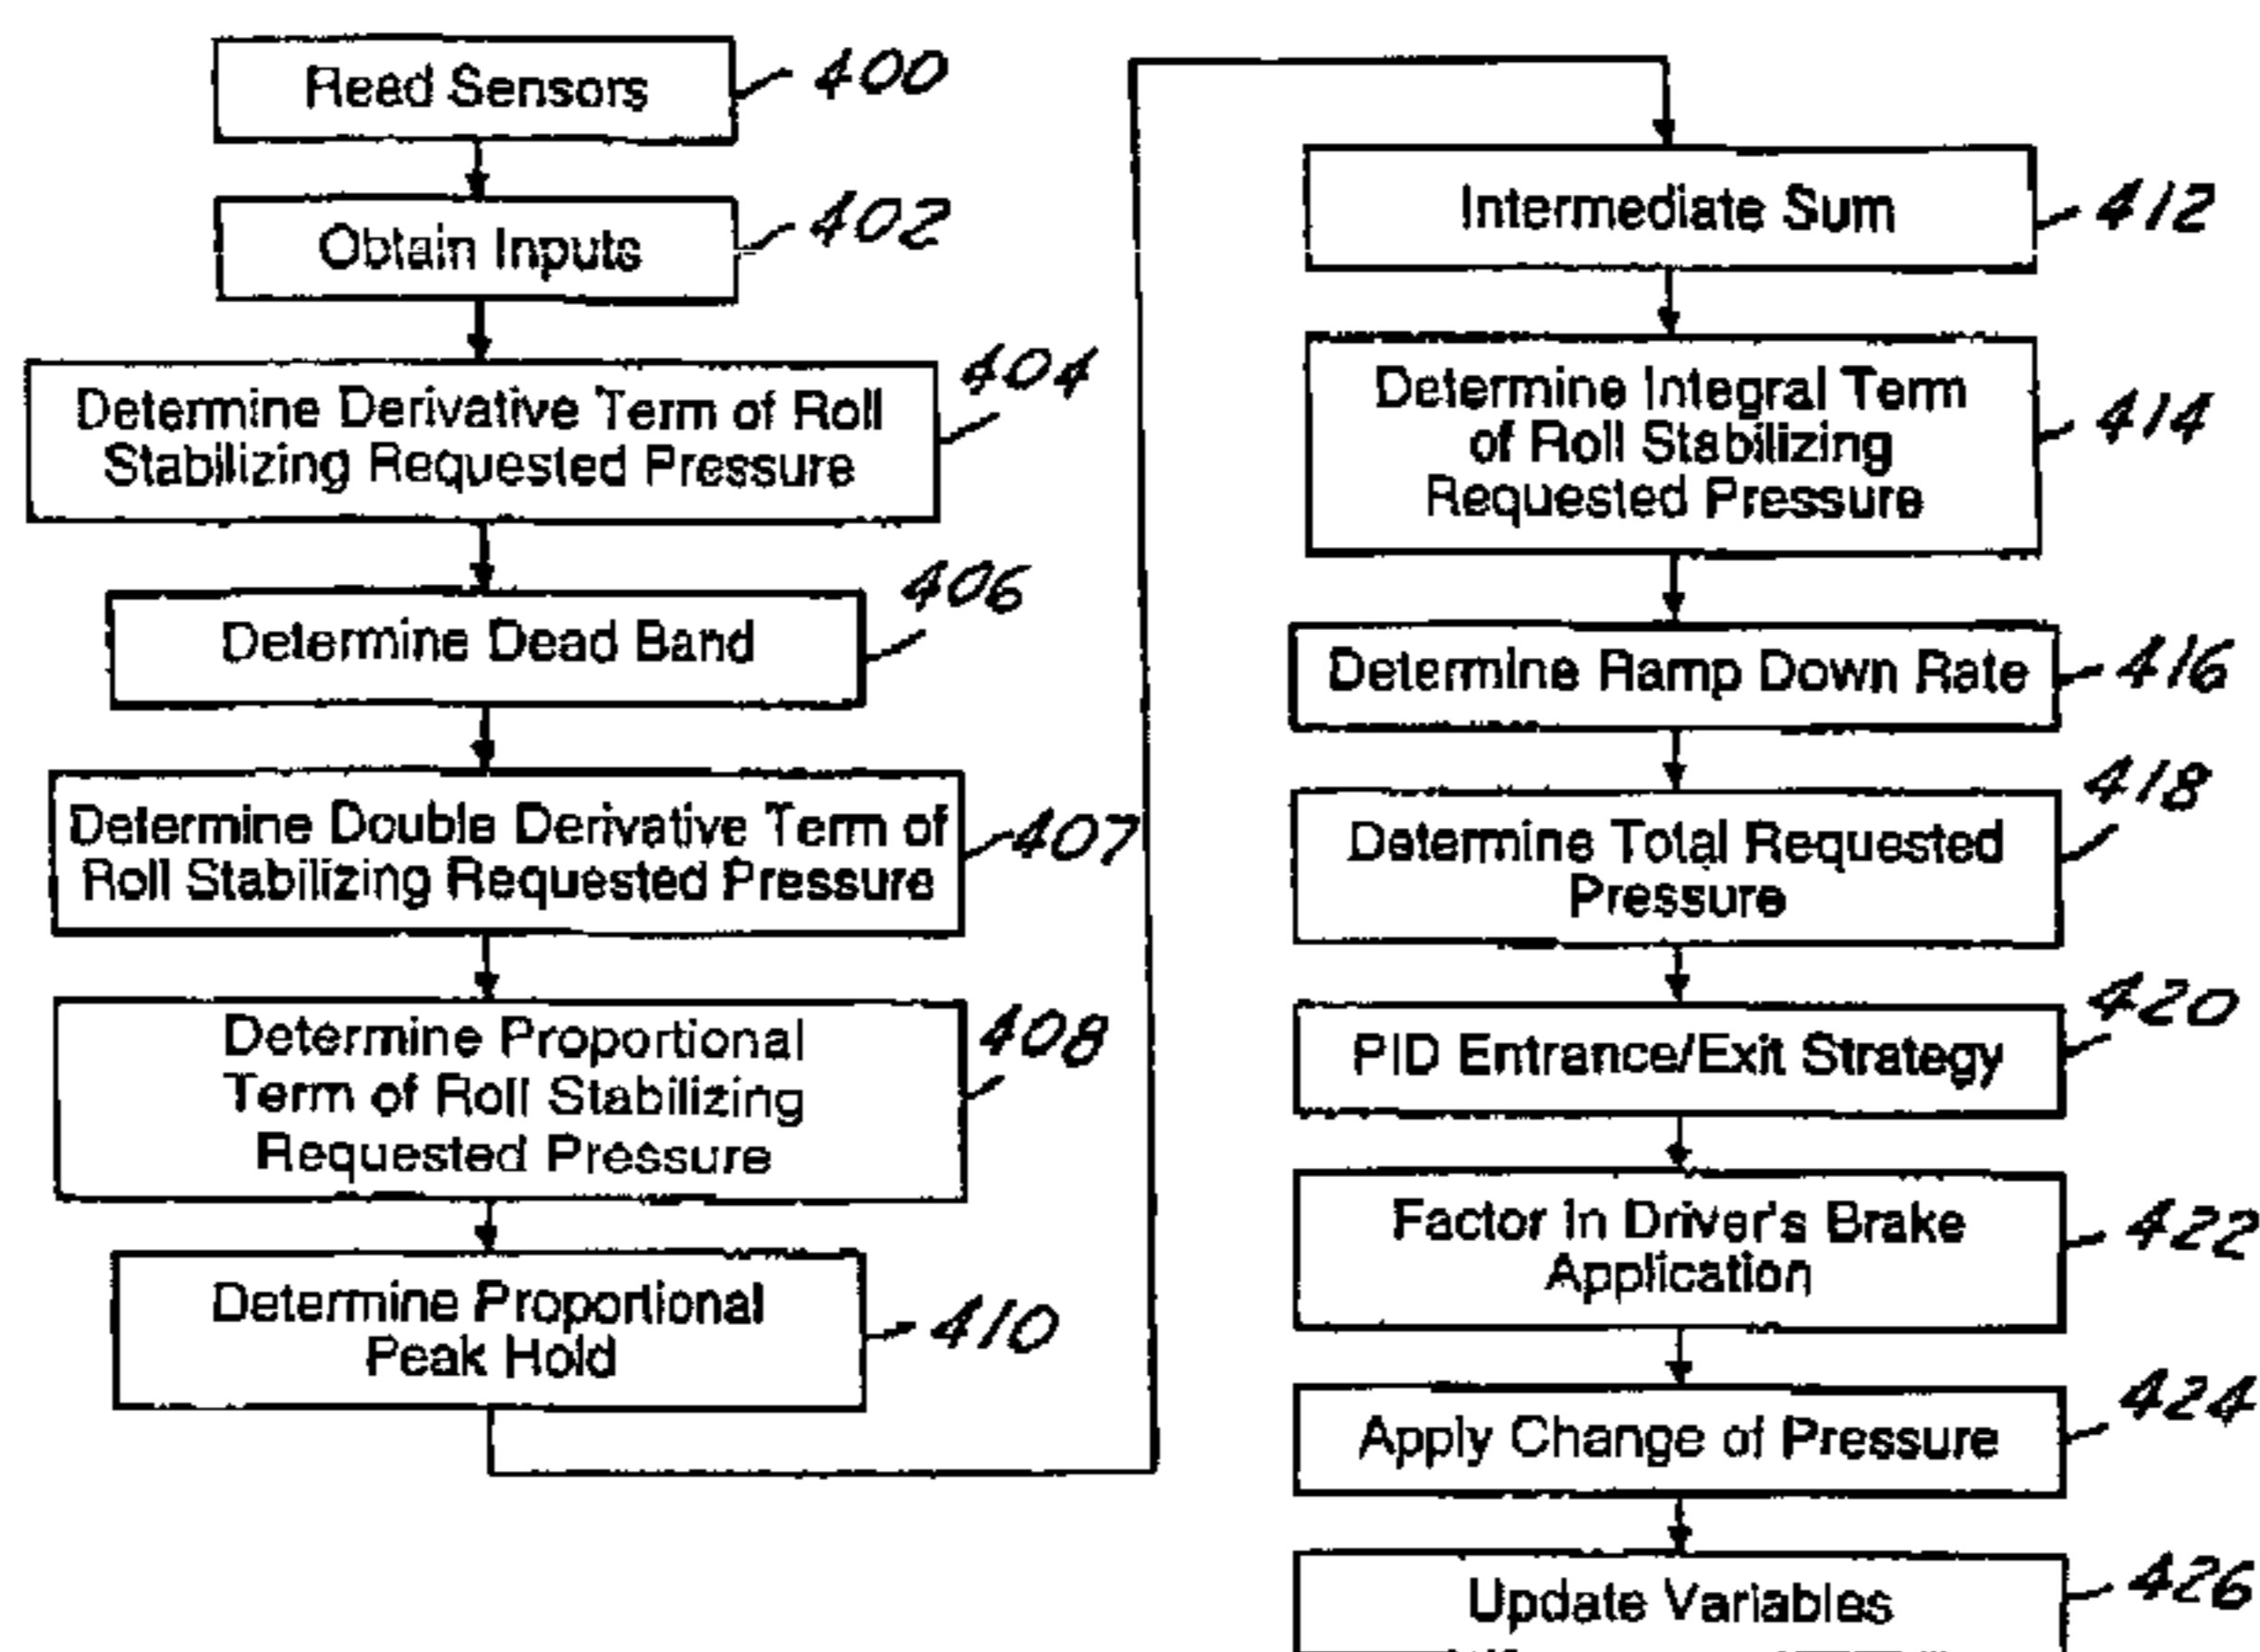 Read Sensors
400
Obtain Inputs
402
Determine Derivative Term of Roll
Stabilizing Requested Pressure
404
Determine Dead Band
406
Determine Double Derivative Term of
Roll Stabilizing Requested Pressure
407
Determine Proportional
Term of Roll Stabilizing
Requested Pressure
408
Determine Proportional
Peak Hold
410
Intermediate Sum
412
Determine Integral Term
of Roll Stabilizing
Requested Pressure
414
Determine Ramp Down Rate
416
Determine Total Requested
Pressure
418
PID Entrance/Exit Strategy
420
Factor In Driver's Brake
Application
422
Apply Change of Pressure
424
Update Variables
426